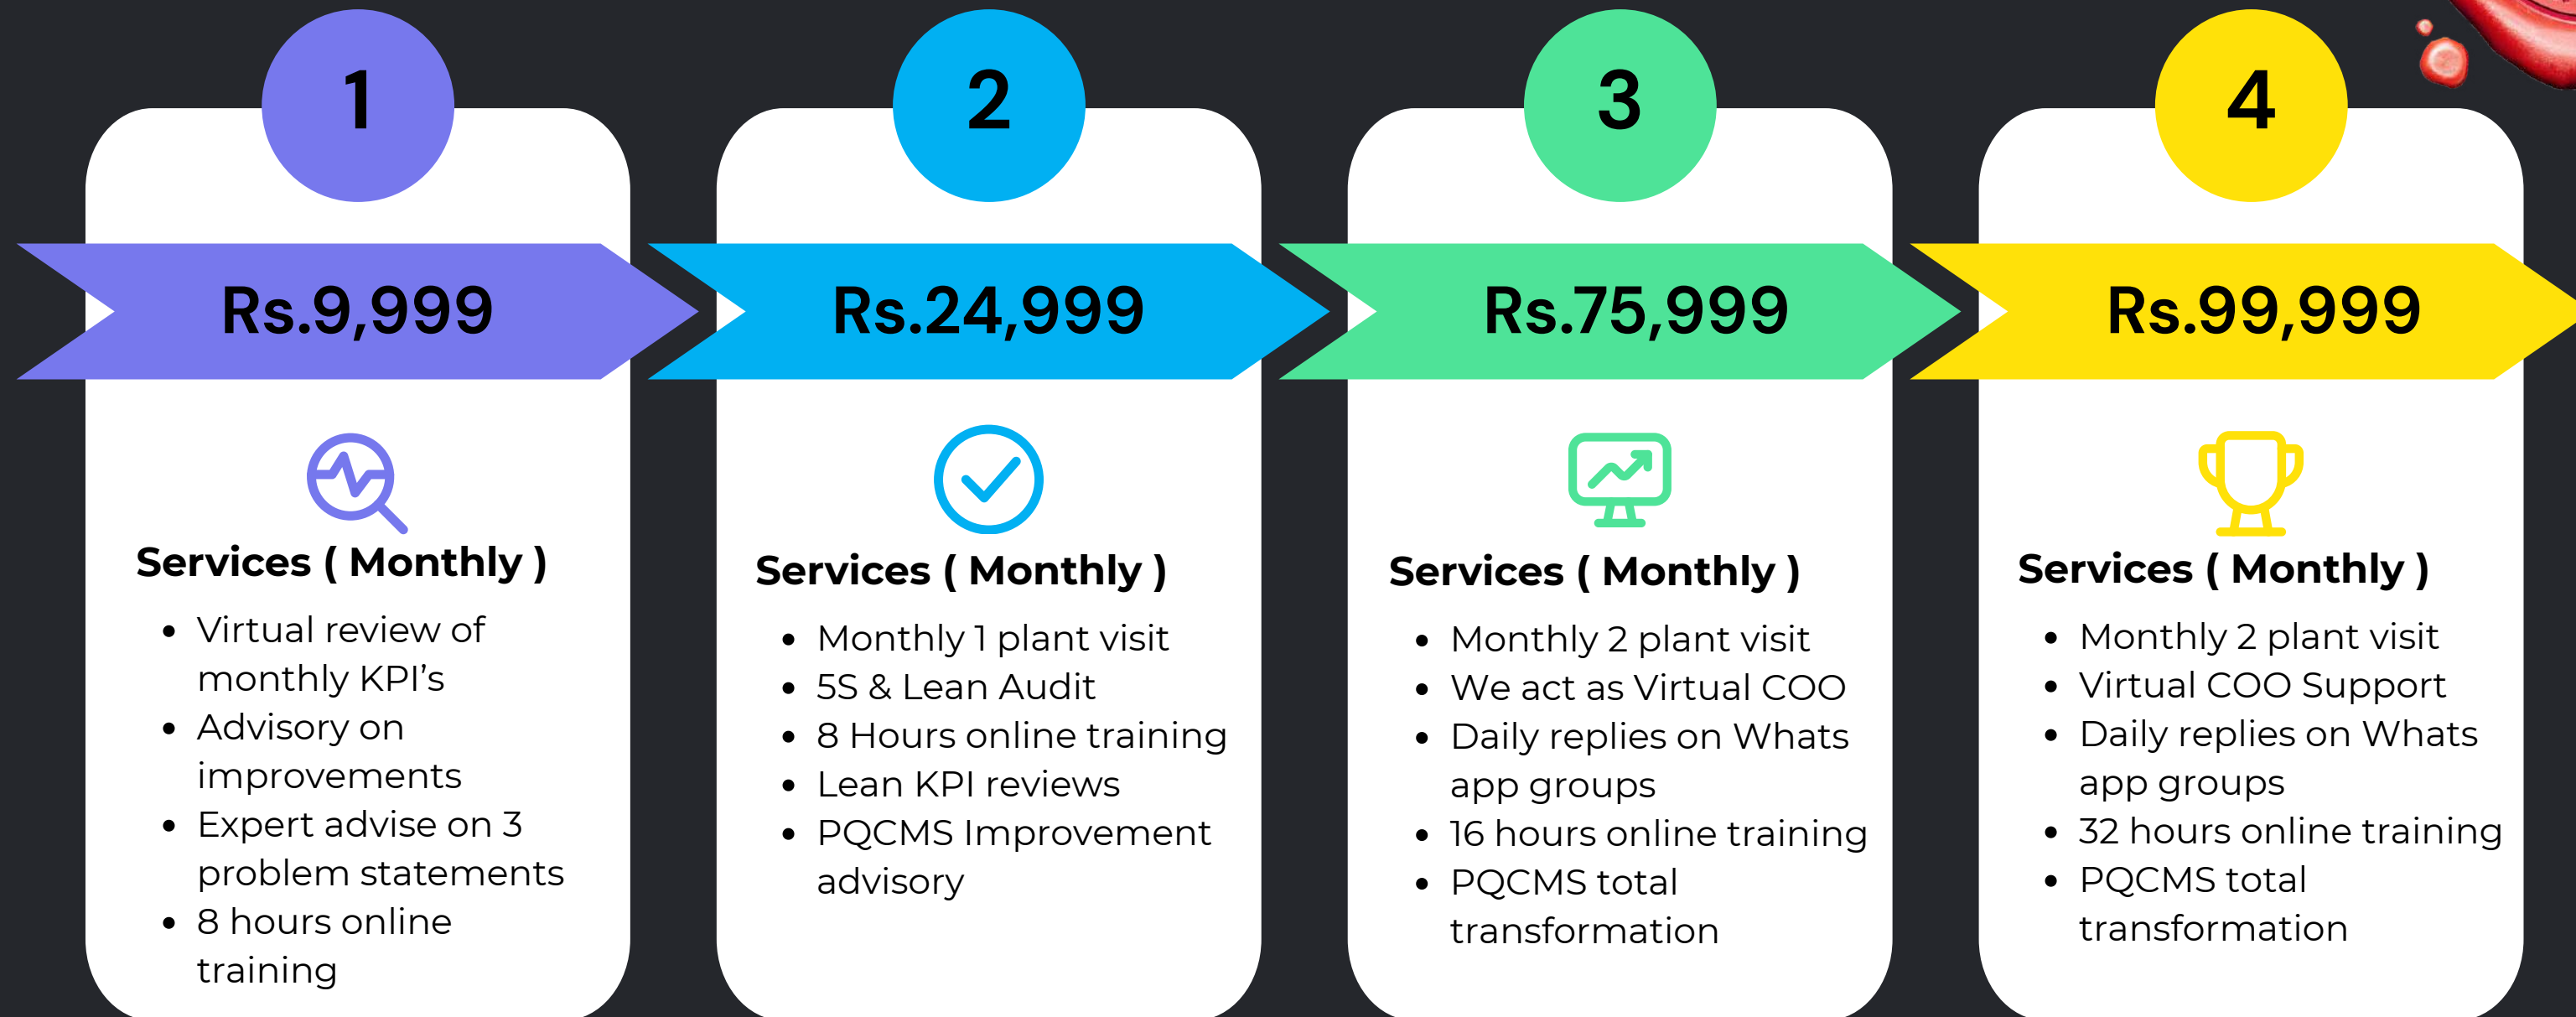 1
Rs.9,999
Services ( Monthly )
• Virtual review of
monthly KPI’s
• Advisory on
improvements
• Expert advise on 3
problem statements
• 8 hours online
training
2
Rs.24,999
Services ( Monthly )
• Monthly 1 plant visit
• 5S & Lean Audit
• 8 Hours online training
• Lean KPI reviews
• PQCMS Improvement
advisory
3
Rs.75,999
Services ( Monthly )
• Monthly 2 plant visit
• We act as Virtual COO
• Daily replies on Whats
app groups
• 16 hours online training
• PQCMS total
transformation
4
Rs.99,999
Services ( Monthly )
• Monthly 2 plant visit
• Virtual COO Support
• Daily replies on Whats
app groups
• 32 hours online training
• PQCMS total
transformation